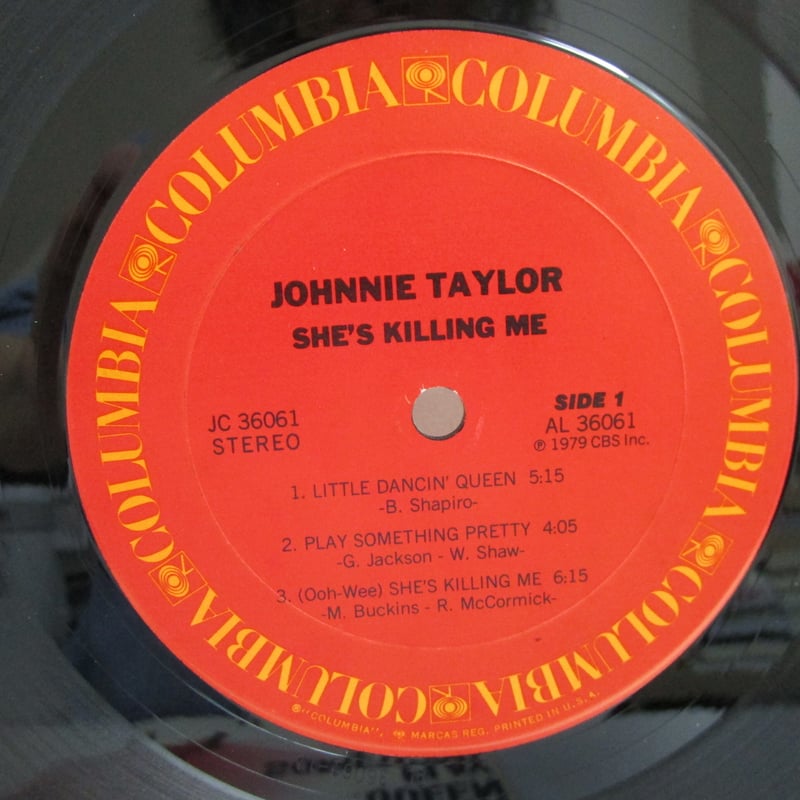 COLUMBIA COLUMBIA COLUMBIA COLUMBIA COLUMBIA COLUMBIA
JOHNNIE TAYLOR
SHE'S KILLING ME
JC 36061
STEREO
SIDE 1
AL 36061
℗ 1979 CBS Inc.
1. LITTLE DANCIN' QUEEN 5:15
-B. Shapiro-
2. PLAY SOMETHING PRETTY 4:05
-G. Jackson - W. Shaw-
3. (Ooh-Wee) SHE'S KILLING ME 6:15
-M. Buckins - R. McCormick-
®"COLUMBIA", MARCAS REG. PRINTED IN U.S.A.